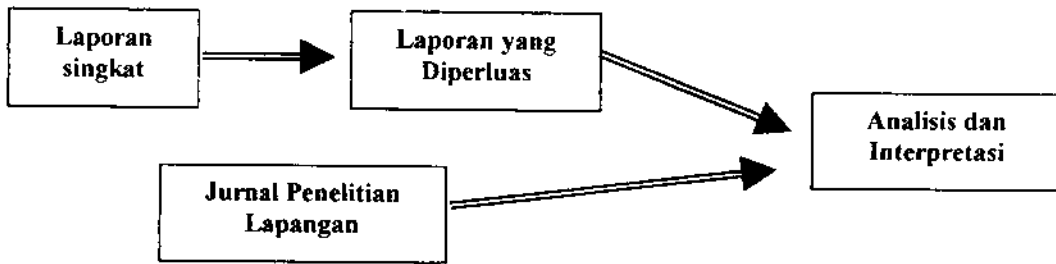 Laporan
singkat
Laporan yang
Diperluas
Analisis dan
Interpretasi
Jurnal Penelitian
Lapangan